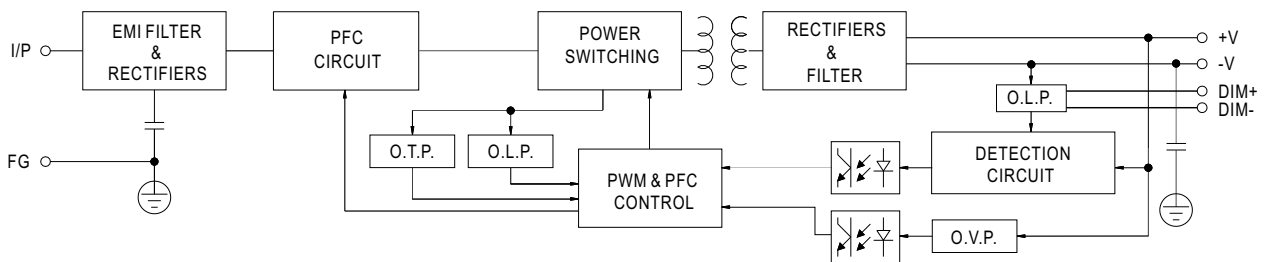 I/P
EMI FILTER
&
RECTIFIERS
PFC
CIRCUIT
POWER
SWITCHING
RECTIFIERS
&
FILTER
+V
-V
DIM+
DIM-
O.L.P.
FG
O.T.P.
O.L.P.
PWM & PFC
CONTROL
DETECTION
CIRCUIT
O.V.P.